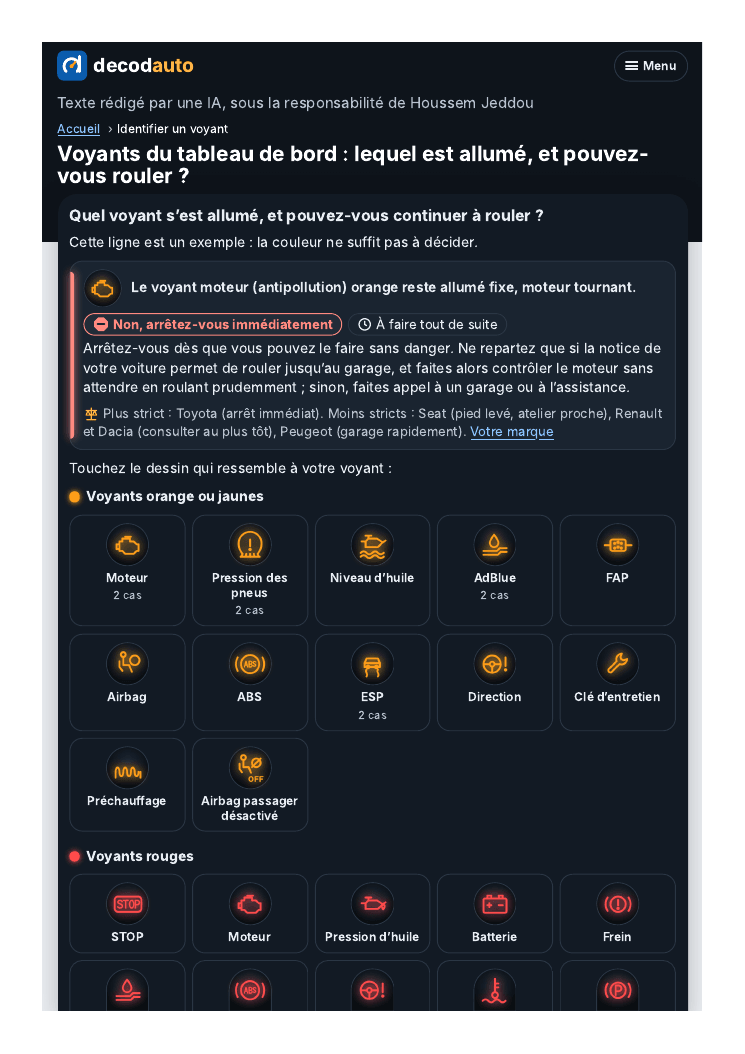 decodauto
Menu
Texte rédigé par une IA, sous la responsabilité de Houssem Jeddou
Accueil › Identifier un voyant
Voyants du tableau de bord : lequel est allumé, et pouvez-
vous rouler ?
Quel voyant s’est allumé, et pouvez-vous continuer à rouler ?
Cette ligne est un exemple : la couleur ne suffit pas à décider.
Le voyant moteur (antipollution) orange reste allumé fixe, moteur tournant.
Non, arrêtez-vous immédiatement
À faire tout de suite
Arrêtez-vous dès que vous pouvez le faire sans danger. Ne repartez que si la notice de
votre voiture permet de rouler jusqu’au garage, et faites alors contrôler le moteur sans
attendre en roulant prudemment ; sinon, faites appel à un garage ou à l’assistance.
Plus strict : Toyota (arrêt immédiat). Moins stricts : Seat (pied levé, atelier proche), Renault
et Dacia (consulter au plus tôt), Peugeot (garage rapidement). Votre marque
Touchez le dessin qui ressemble à votre voyant :
Voyants orange ou jaunes
Moteur
2 cas
Pression des
pneus
2 cas
Niveau d’huile
AdBlue
2 cas
FAP
Airbag
ABS
ABS
ESP
2 cas
Direction
Clé d’entretien
Préchauffage
OFF
Airbag passager
désactivé
Voyants rouges
STOP
STOP
Moteur
Pression d’huile
Batterie
Frein
ABS
P